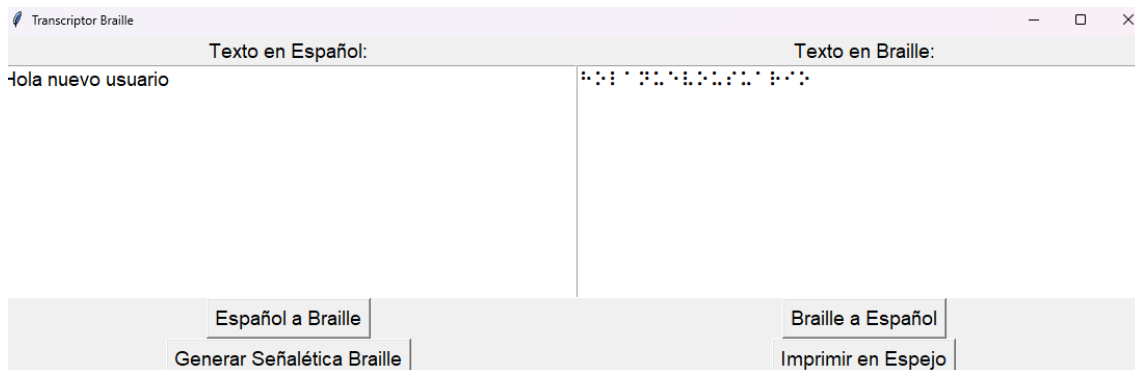 Transcriptor Braille
Texto en Español:
Texto en Braille:
Hola nuevo usuario
⠓⠕⠇⠁⠝⠥⠑⠧⠕⠥⠎⠥⠁⠗⠊⠕
Español a Braille
Braille a Español
Generar Señalética Braille
Imprimir en Espejo